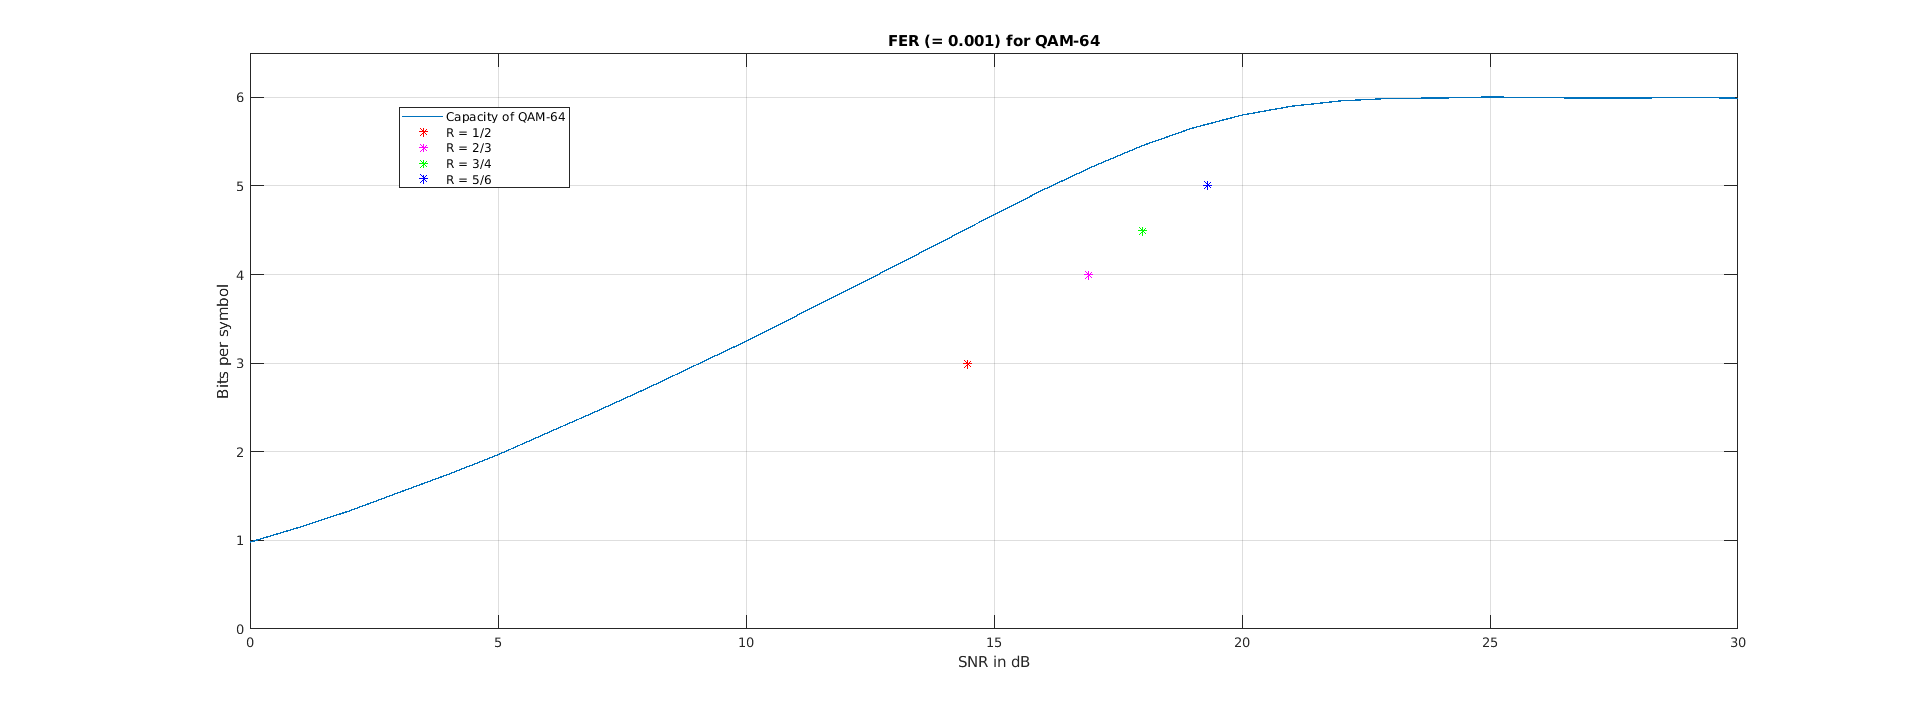 FER (= 0.001) for QAM-64
6
5
4
3
2
1
0
Bits per symbol
Capacity of QAM-64
R = 1/2
R = 2/3
R = 3/4
R = 5/6
0 5 10 15 20 25 30
SNR in dB